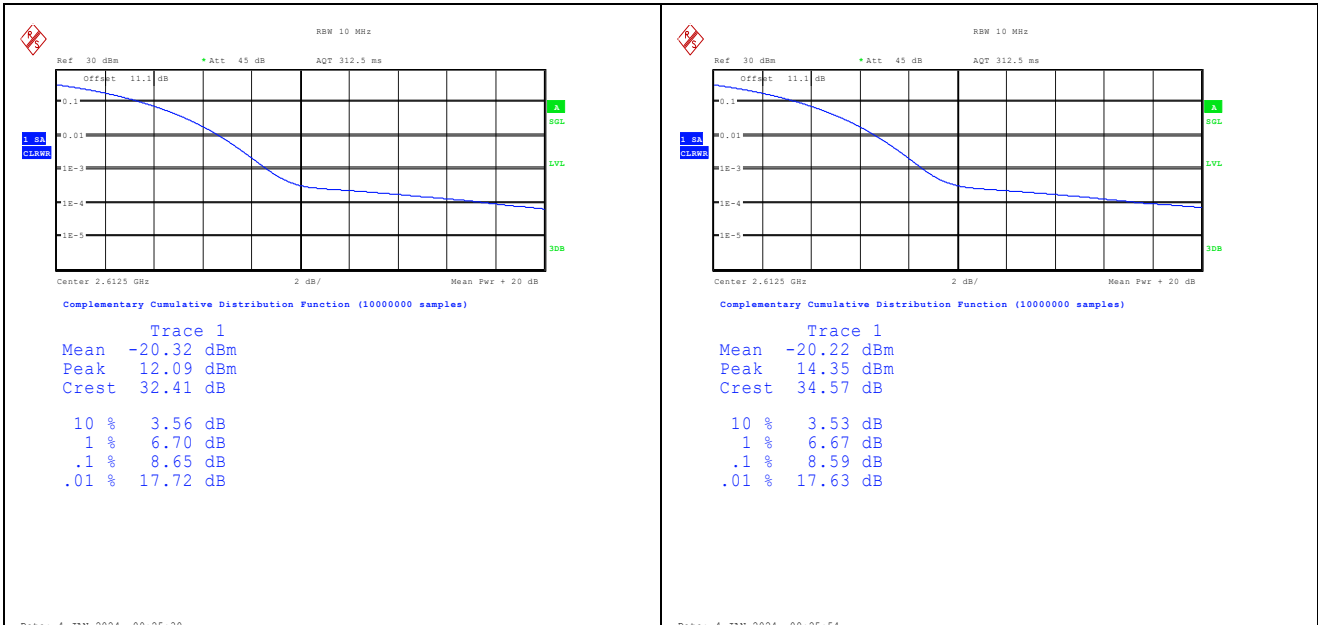 RBW 10 MHz
Ref 30 dBm * Att 45 dB AQT 312.5 ms
Offset 11.1 dB
0.1
0.01
1E-3
1E-4
1E-5
1 SA
CLRWR
A
SGL
LVL
3DB
Center 2.6125 GHz 2 dB/ Mean Pwr + 20 dB
Complementary Cumulative Distribution Function (10000000 samples)
Trace 1
Mean -20.32 dBm
Peak 12.09 dBm
Crest 32.41 dB
10 % 3.56 dB
1 % 6.70 dB
.1 % 8.65 dB
.01 % 17.72 dB
RBW 10 MHz
Ref 30 dBm * Att 45 dB AQT 312.5 ms
Offset 11.1 dB
0.1
0.01
1E-3
1E-4
1E-5
1 SA
CLRWR
A
SGL
LVL
3DB
Center 2.6125 GHz 2 dB/ Mean Pwr + 20 dB
Complementary Cumulative Distribution Function (10000000 samples)
Trace 1
Mean -20.22 dBm
Peak 14.35 dBm
Crest 34.57 dB
10 % 3.53 dB
1 % 6.67 dB
.1 % 8.59 dB
.01 % 17.63 dB